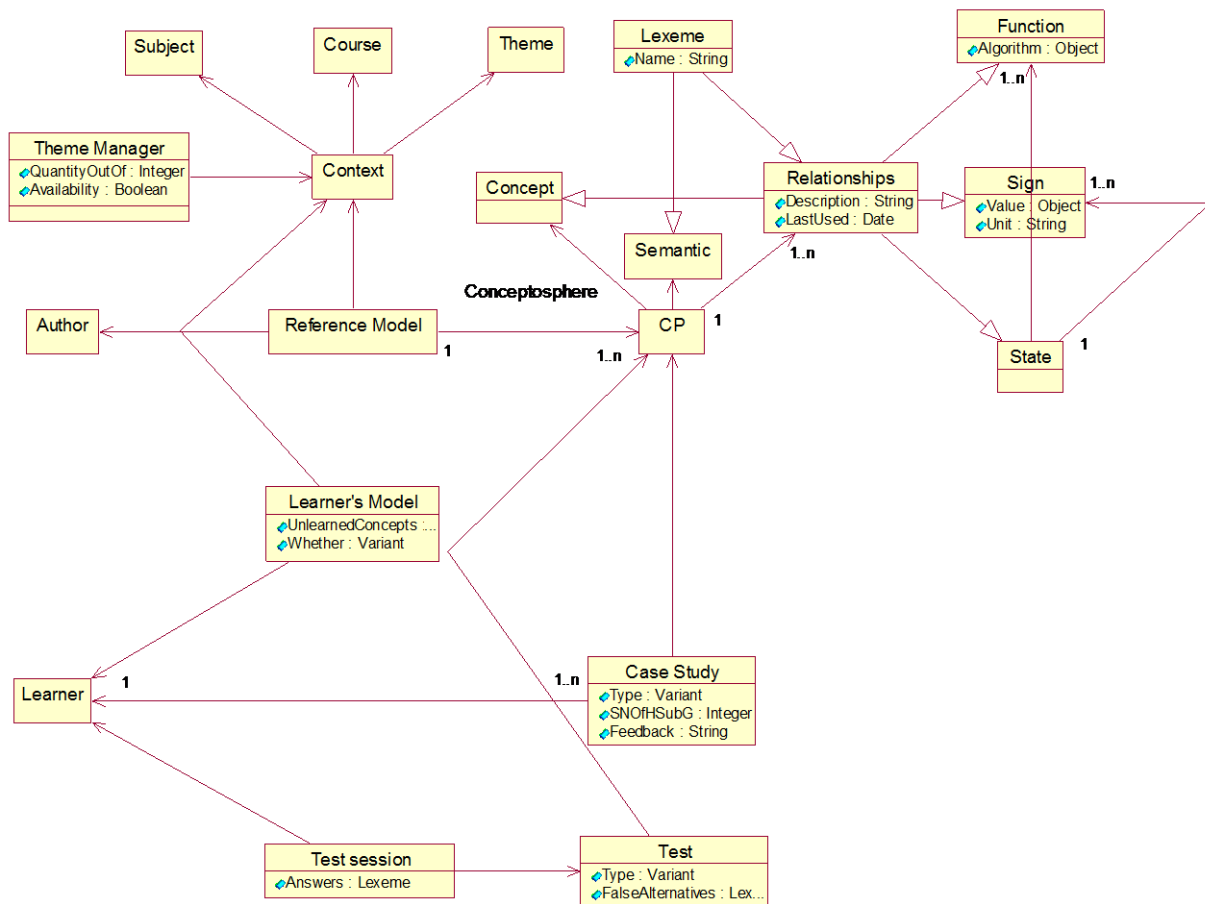 Subject
Course
Theme
Lexeme
Name : String
Function
Algorithm : Object
1..n
Theme Manager
QuantityOutOf : Integer
Availability : Boolean
Context
Concept
Relationships
Description : String
LastUsed : Date
1..n
Sign
Value : Object
Unit : String
1..n
Semantic
Conceptosphere
Author
Reference Model
1
CP
1
1..n
State
1
Learner's Model
UnlearnedConcepts :...
Whether : Variant
Learner
1
1..n
Case Study
Type : Variant
SNOfHSubG : Integer
Feedback : String
Test session
Answers : Lexeme
Test
Type : Variant
FalseAlternatives : Lex...